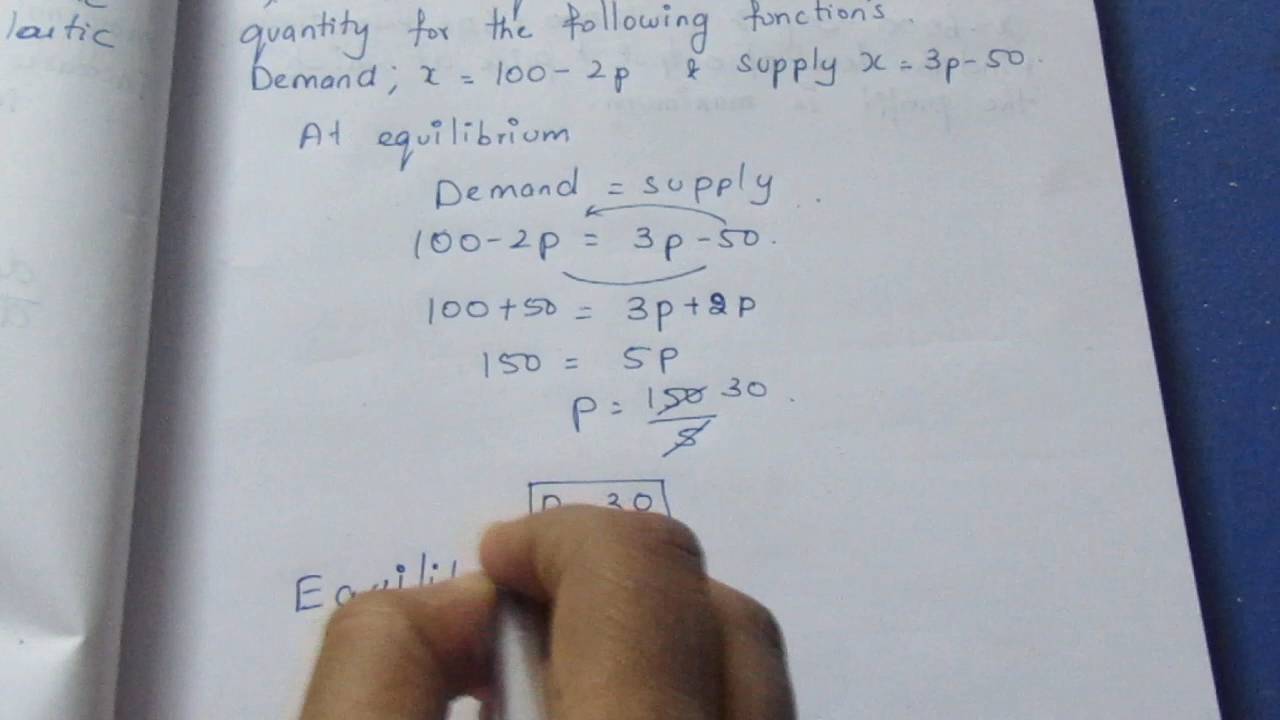 quantity for the following functions.
Demand; x = 100 - 2p & supply x = 3p - 50.
At equilibrium
Demand = supply
100 - 2p = 3p - 50.
100 + 50 = 3p + 2p
150 = 5p
p = 150/5 30
30